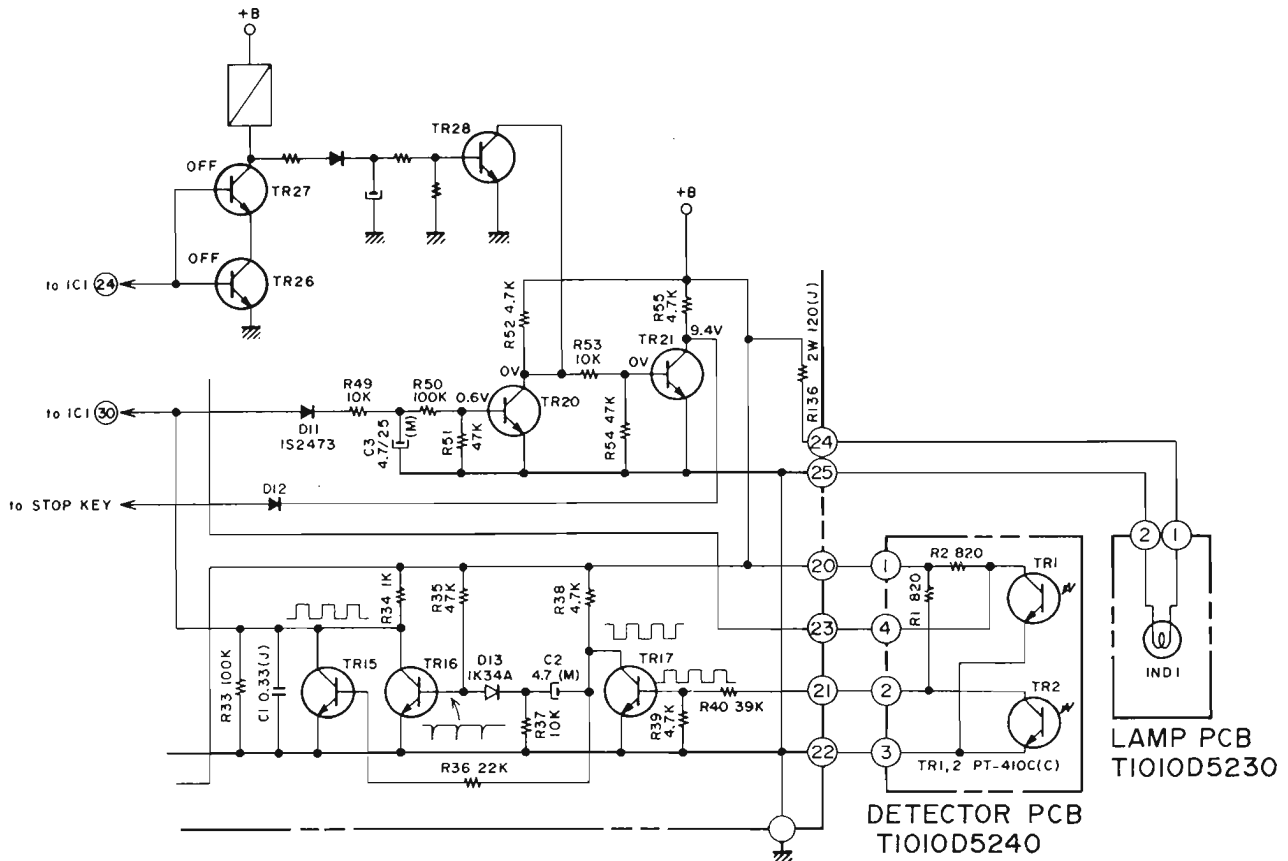 +B
TR28
OFF
TR27
+B
OFF
to IC1 24
TR26
R52 4.7K
R55 4.7K
9.4V
R53 10K
TR21
R136 2W 120(J)
0V
0V
R49 10K
R50 100K
0.6V
TR20
to IC1 30
D11 1S2473
C3 4.7/25 (M)
R51 47K
R54 47K
24
25
to STOP KEY
D12
2
1
20
1
R2 820
TR1
R34 1K
R35 47K
R38 4.7K
R1 820
23
4
IND1
TR15
TR16
D13 1K34A
C2 4.7 (M)
TR17
21
2
TR2
R33 100K
C1 0.33(J)
R37 10K
R39 4.7K
R40 39K
22
3
TR1,2 PT-410C(C)
R36 22K
LAMP PCB
T1010D5230
DETECTOR PCB
T1010D5240